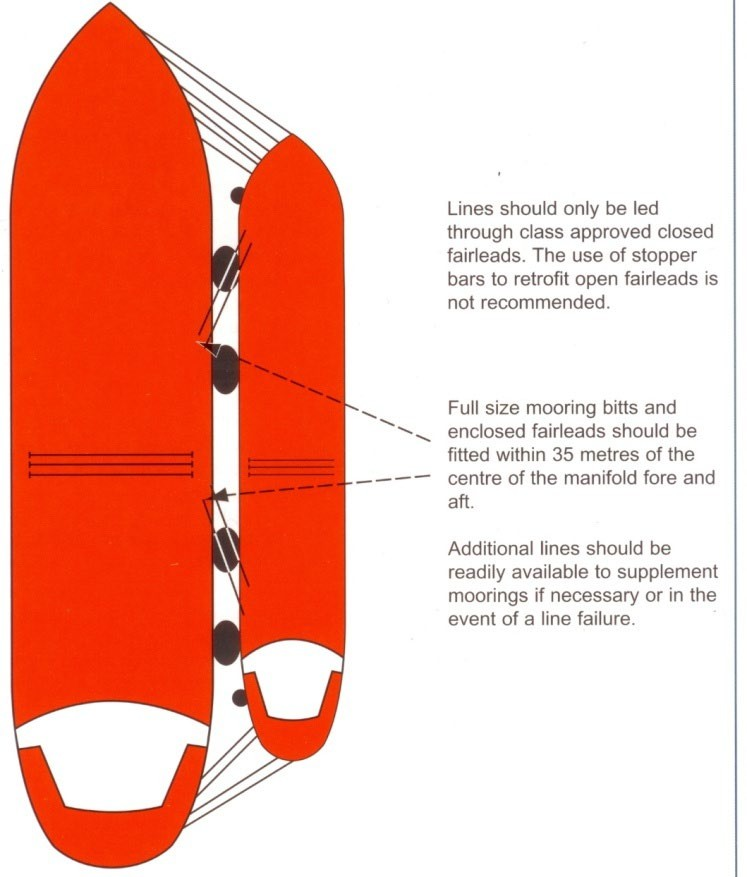 Lines should only be led
through class approved closed
fairleads. The use of stopper
bars to retrofit open fairleads is
not recommended.
Full size mooring bitts and
enclosed fairleads should be
fitted within 35 metres of the
centre of the manifold fore and
aft.
Additional lines should be
readily available to supplement
moorings if necessary or in the
event of a line failure.